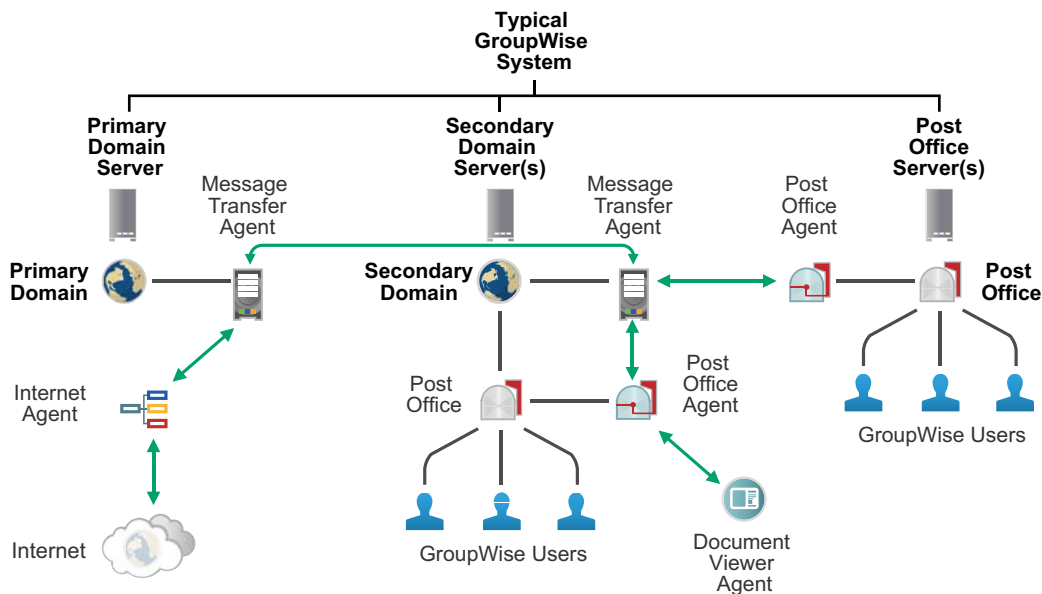 Typical
GroupWise
System
Primary
Domain
Server
Secondary
Domain
Server(s)
Post
Office
Server(s)
Message
Transfer
Agent
Message
Transfer
Agent
Post
Office
Agent
Primary
Domain
Secondary
Domain
Post
Office
Internet
Agent
Post
Office
Post
Office
Agent
GroupWise Users
Internet
GroupWise Users
Document
Viewer
Agent